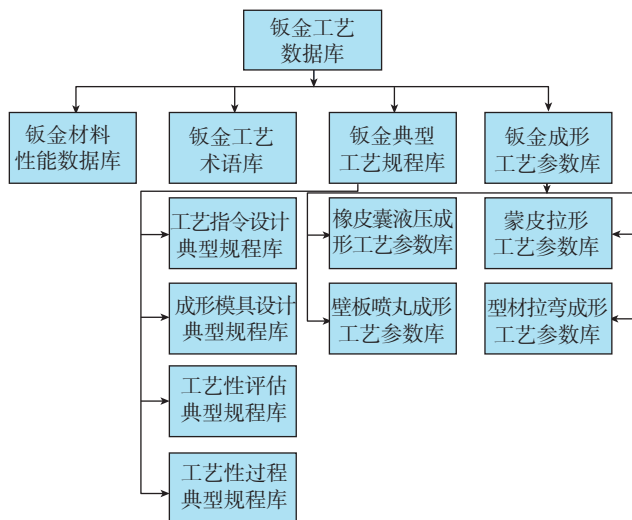 钣金工艺
数据库
钣金材料
性能数据库
钣金工艺
术语库
钣金典型
工艺规程库
钣金成形
工艺参数库
工艺指令设计
典型规程库
橡皮囊液压成
形工艺参数库
蒙皮拉形
工艺参数库
成形模具设计
典型规程库
壁板喷丸成形
工艺参数库
型材拉弯成形
工艺参数库
工艺性评估
典型规程库
工艺性过程
典型规程库